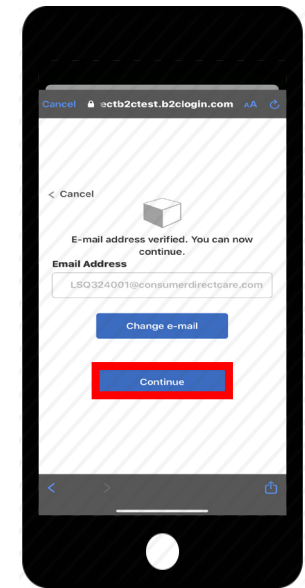 Cancel ectb2ctest.b2clogin.com AA
< Cancel
E-mail address verified. You can now
continue.
Email Address
LSQ324001@consumerdirectcare.com
Change e-mail
Continue